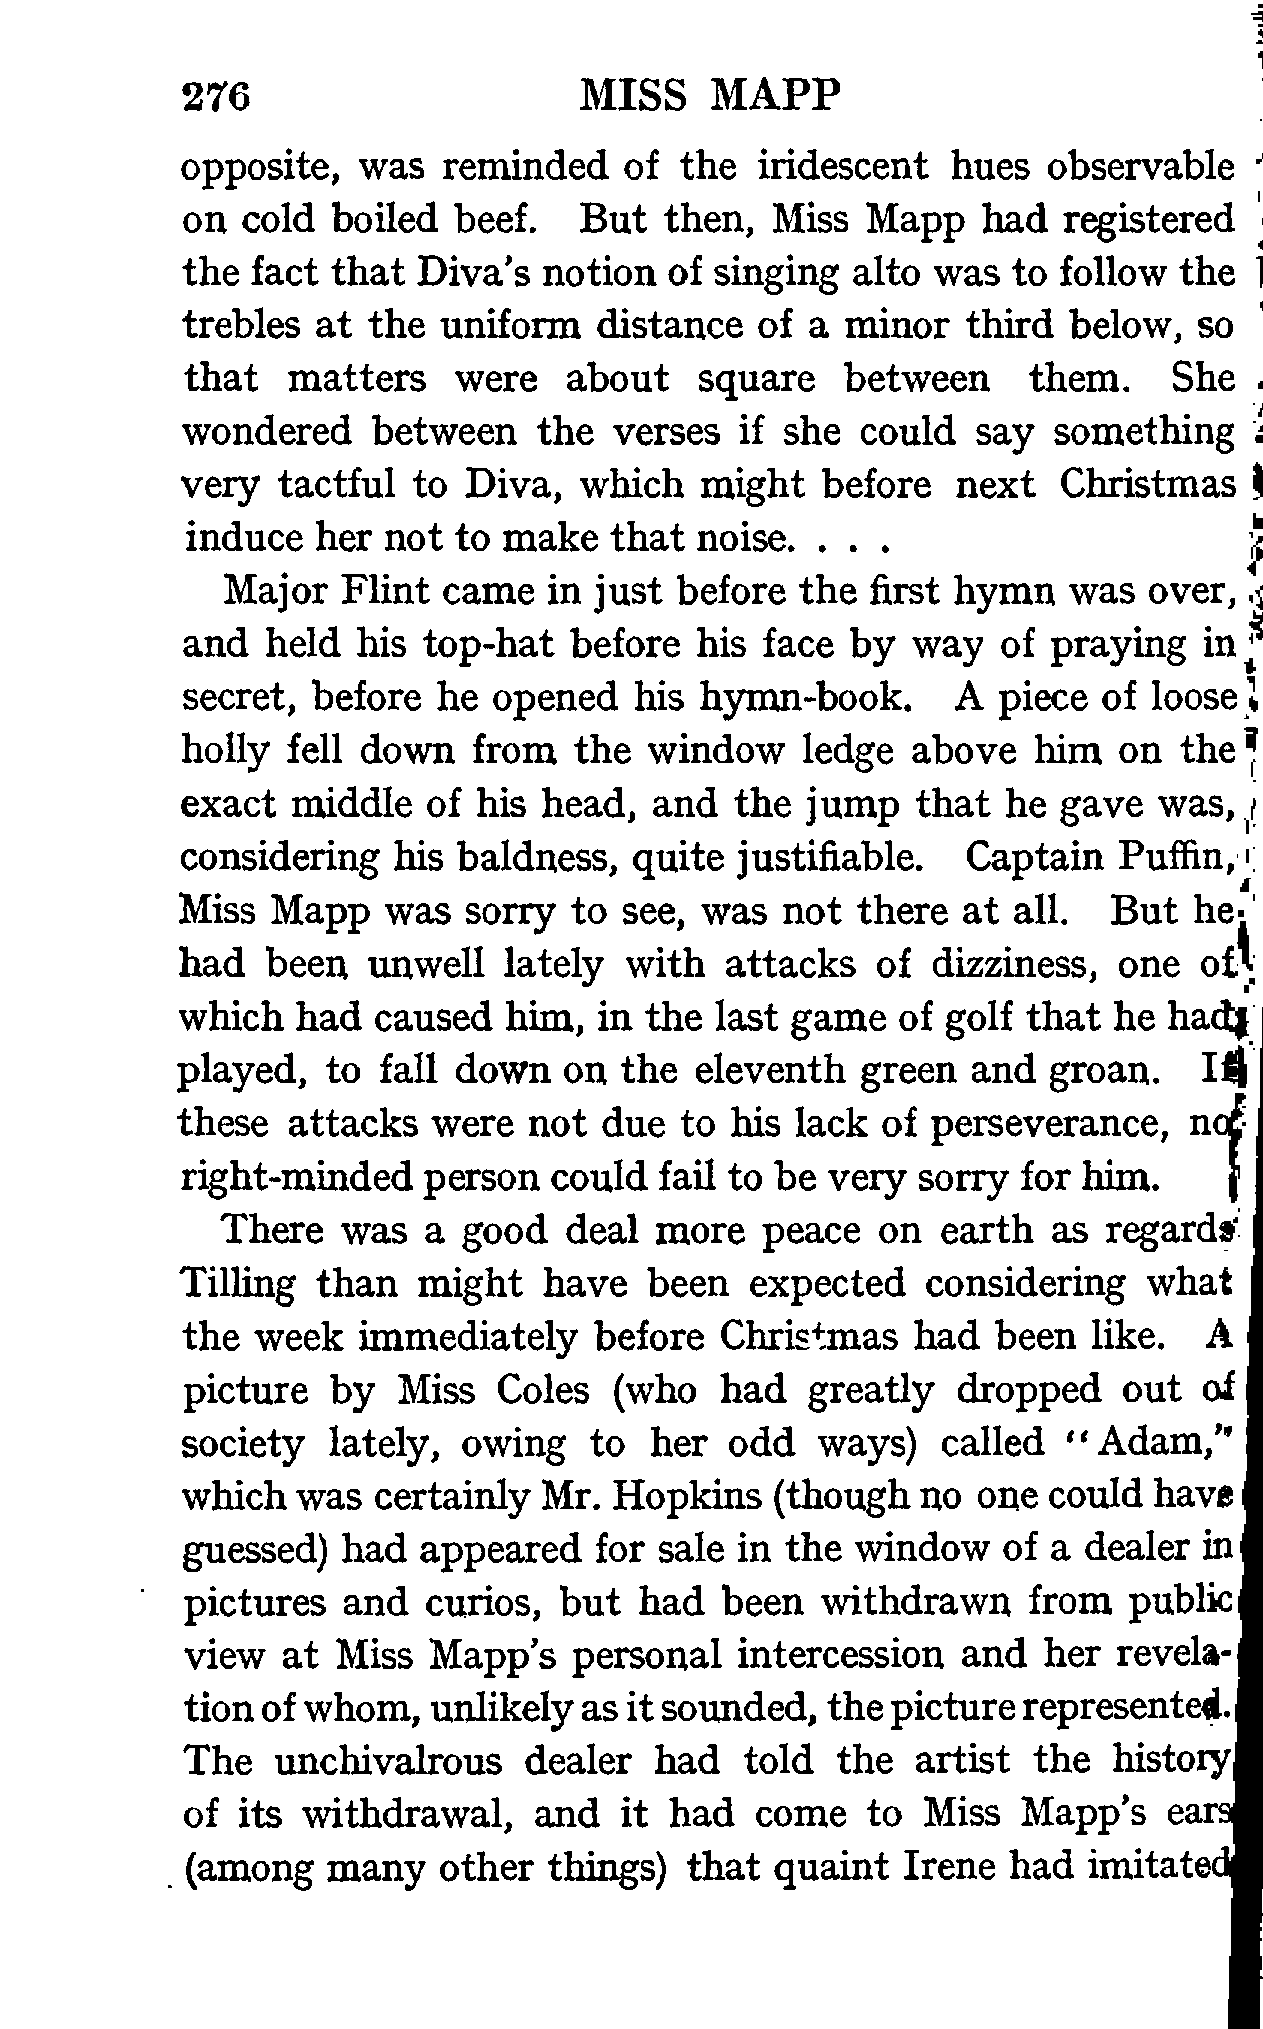 276 MISS MAPP
opposite, was reminded of the iridescent hues observable
on cold boiled beef. But then, Miss Mapp had registered
the fact that Diva's notion of singing alto was to follow the
trebles at the uniform distance of a minor third below, so
that matters were about square between them. She
wondered between the verses if she could say something
very tactful to Diva, which might before next Christmas
induce her not to make that noise. . . .
Major Flint came in just before the first hymn was over,
and held his top-hat before his face by way of praying in
secret, before he opened his hymn-book. A piece of loose
holly fell down from the window ledge above him on the
exact middle of his head, and the jump that he gave was,
considering his baldness, quite justifiable. Captain Puffin,
Miss Mapp was sorry to see, was not there at all. But he
had been unwell lately with attacks of dizziness, one of
which had caused him, in the last game of golf that he had
played, to fall down on the eleventh green and groan. If
these attacks were not due to his lack of perseverance, no
right-minded person could fail to be very sorry for him.
There was a good deal more peace on earth as regards
Tilling than might have been expected considering what
the week immediately before Christmas had been like. A
picture by Miss Coles (who had greatly dropped out of
society lately, owing to her odd ways) called "Adam,"
which was certainly Mr. Hopkins (though no one could have
guessed) had appeared for sale in the window of a dealer in
pictures and curios, but had been withdrawn from public
view at Miss Mapp's personal intercession and her revela-
tion of whom, unlikely as it sounded, the picture represented.
The unchivalrous dealer had told the artist the history
of its withdrawal, and it had come to Miss Mapp's ears
(among many other things) that quaint Irene had imitated